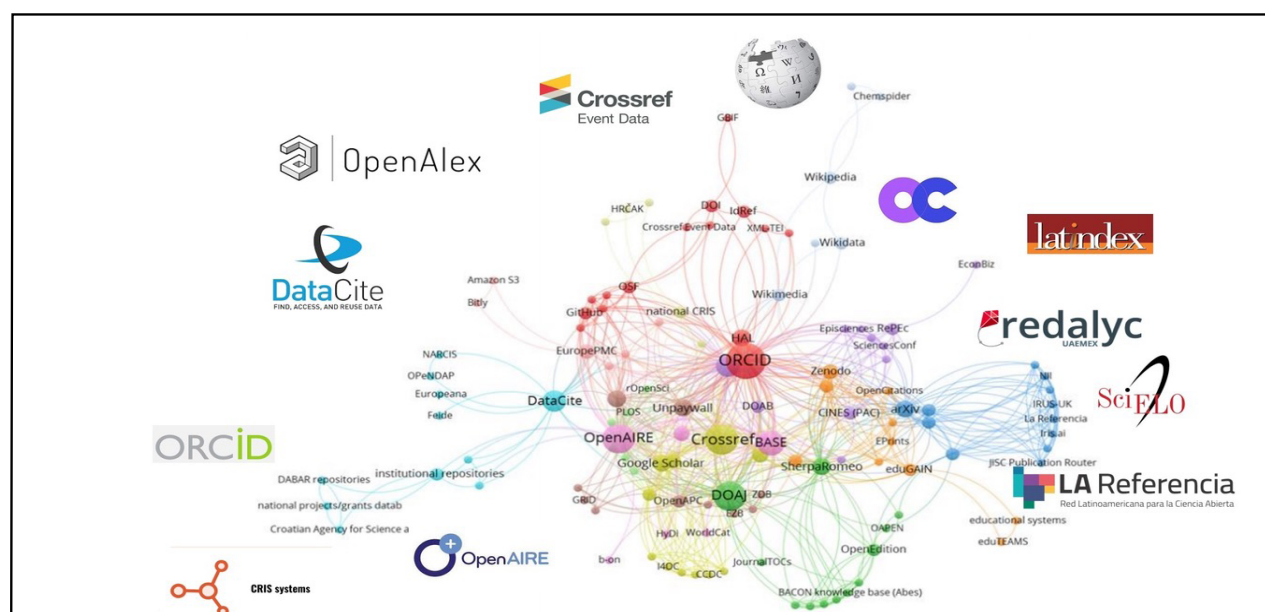 Crossref
Event Data
Chemspider
GBIF
OpenAlex
Wikipedia
OC
HRCAK
DOI
IdRef
Crossref Event Data
XML-TEI
Wikidata
latindex
EconBiz
DataCite
FIND, ACCESS, AND REUSE DATA
Amazon S3
Bitly
OSF
GitHub
national CRIS
Wikimedia
Episciences
RePEc
SciencesConf
redalyc
UAEMEX
HAL
ORCID
EuropePMC
NARCIS
OPeNDAP
Europeana
Feide
DataCite
rOpenSci
PLOS
Unpaywall
DOAB
Zenodo
OpenCitations
CINES (PAC)
arXiv
NII
IRUS-UK
La Referencia
Iris.ai
SciELO
ORCiD
OpenAIRE
Crossref
BASE
EPrints
Google Scholar
SherpaRomeo
eduGAIN
JISC Publication Router
institutional repositories
DABAR repositories
national projects/grants datab
Croatian Agency for Science a
GRID
OpenAPC
DOAJ
ZDB
EZB
LA Referencia
Red Latinoamericana para la Ciencia Abierta
OAPEN
educational systems
eduTEAMS
HyDi
WorldCat
OpenEdition
OpenAIRE
b-on
I4OC
CCDC
JournalTOCs
BACON knowledge base (Abes)
CRIS systems